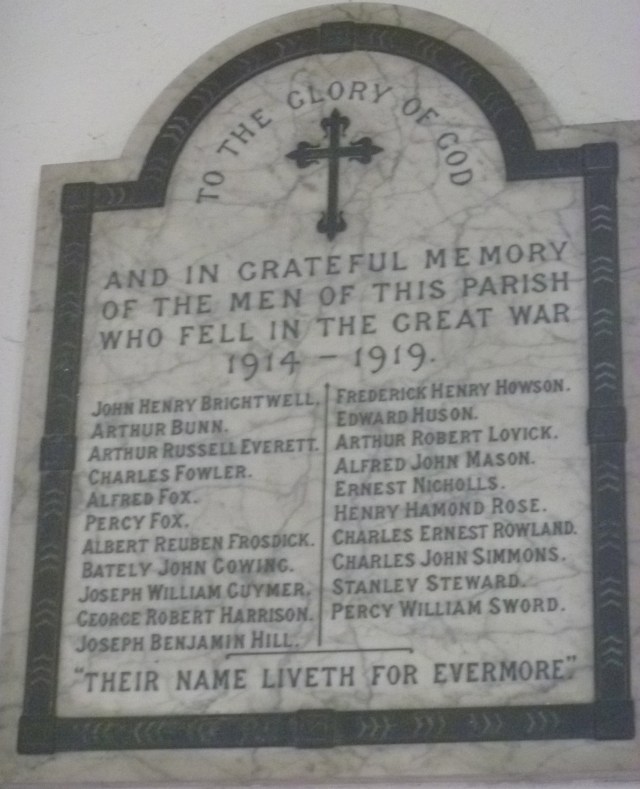 TO THE GLORY OF GOD
AND IN GRATEFUL MEMORY
OF THE MEN OF THIS PARISH
WHO FELL IN THE GREAT WAR
1914 – 1919.
JOHN HENRY BRIGHTWELL.
ARTHUR BUNN.
ARTHUR RUSSELL EVERETT.
CHARLES FOWLER.
ALFRED FOX.
PERCY FOX.
ALBERT REUBEN FROSDICK.
BATELY JOHN GOWING.
JOSEPH WILLIAM GUYMER.
GEORGE ROBERT HARRISON.
JOSEPH BENJAMIN HILL.
FREDERICK HENRY HOWSON.
EDWARD HUSON.
ARTHUR ROBERT LOVICK.
ALFRED JOHN MASON.
ERNEST NICHOLLS.
HENRY HAMOND ROSE.
CHARLES ERNEST ROWLAND.
CHARLES JOHN SIMMONS.
STANLEY STEWARD.
PERCY WILLIAM SWORD.
"THEIR NAME LIVETH FOR EVERMORE."